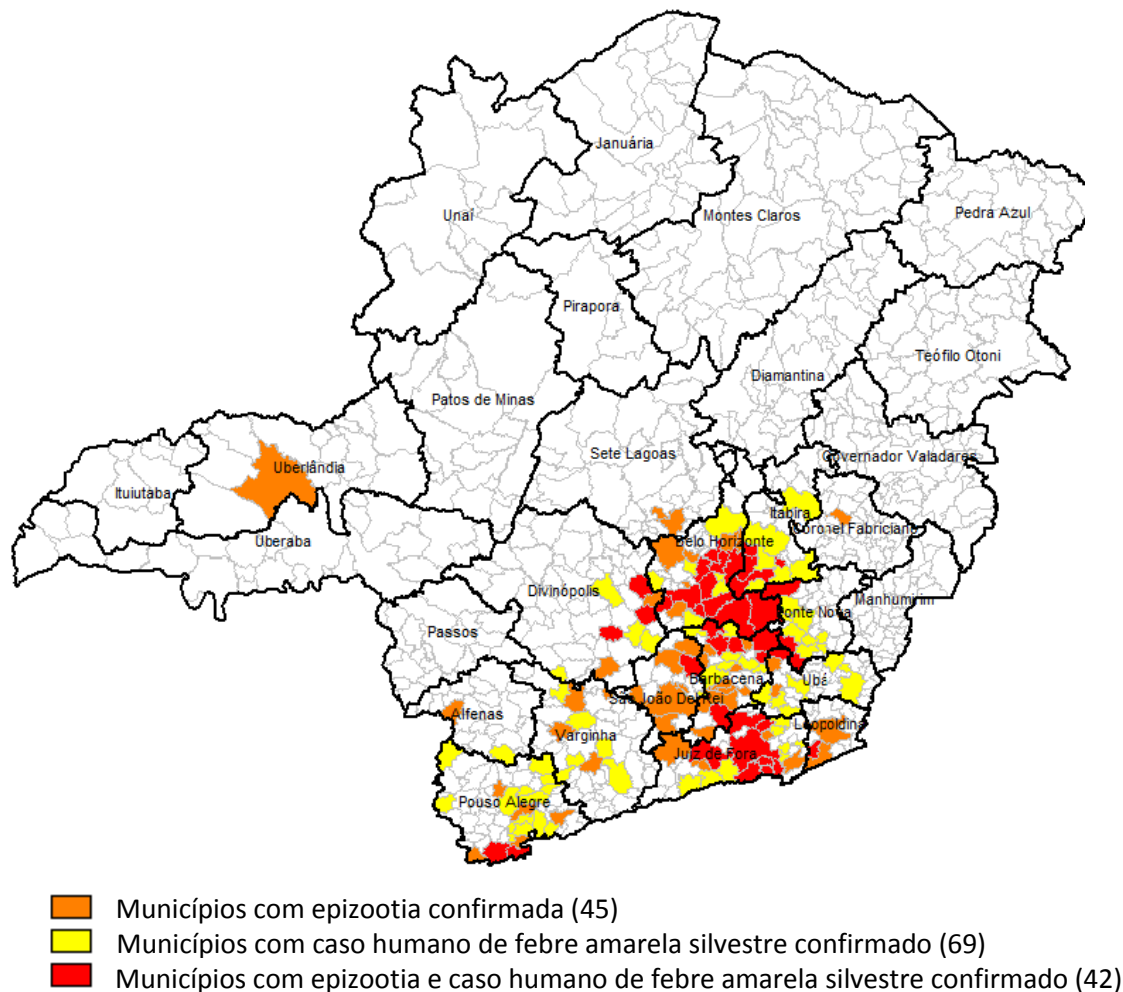 Januária
Unaí
Montes Claros
Pedra Azul
Pirapora
Teófilo Otoni
Diamantina
Patos de Minas
Sete Lagoas
Governador Valadares
Uberlândia
Ituiutaba
Itabira
Coronel Fabriciano
Belo Horizonte
Uberaba
Divinópolis
Manhumirim
Ponte Nova
Passos
Barbacena
Ubá
São João Del Rei
Alfenas
Leopoldina
Varginha
Juiz de Fora
Pouso Alegre
Municípios com epizootia confirmada (45)
Municípios com caso humano de febre amarela silvestre confirmado (69)
Municípios com epizootia e caso humano de febre amarela silvestre confirmado (42)